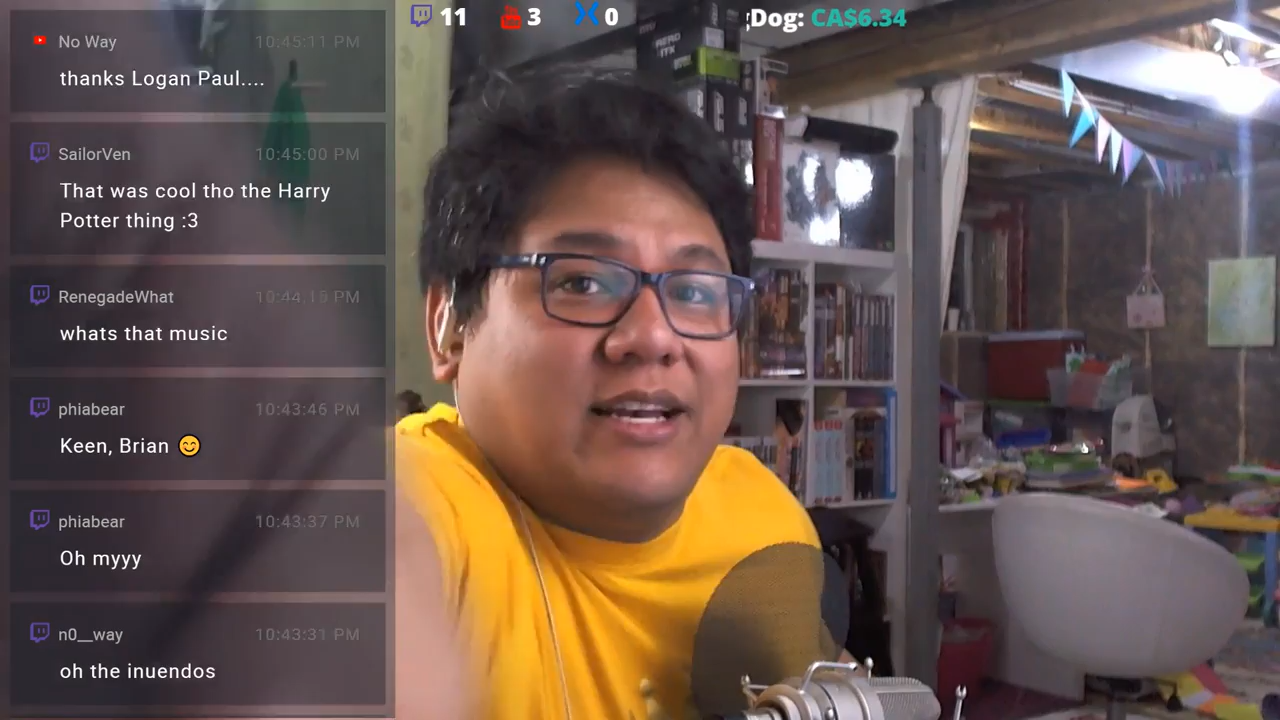 11
3
0
Dog: CA$6.34
No Way
10:45:11 PM
thanks Logan Paul....
SailorVen
10:45:00 PM
That was cool tho the Harry
Potter thing :3
RenegadeWhat
10:44:15 PM
whats that music
phiabear
10:43:46 PM
Keen, Brian 😊
phiabear
10:43:37 PM
Oh myyy
n0__way
10:43:31 PM
oh the inuendos